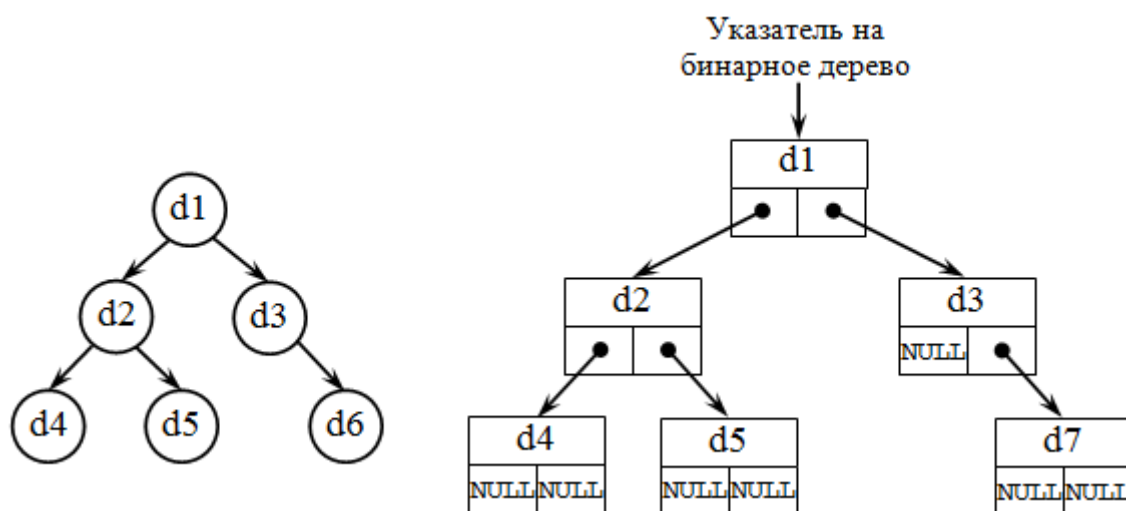 d1
d2
d3
d4
d5
d6
Указатель на
бинарное дерево
d1
d2
d3
NULL
d4
d5
d7
NULL NULL
NULL NULL
NULL NULL